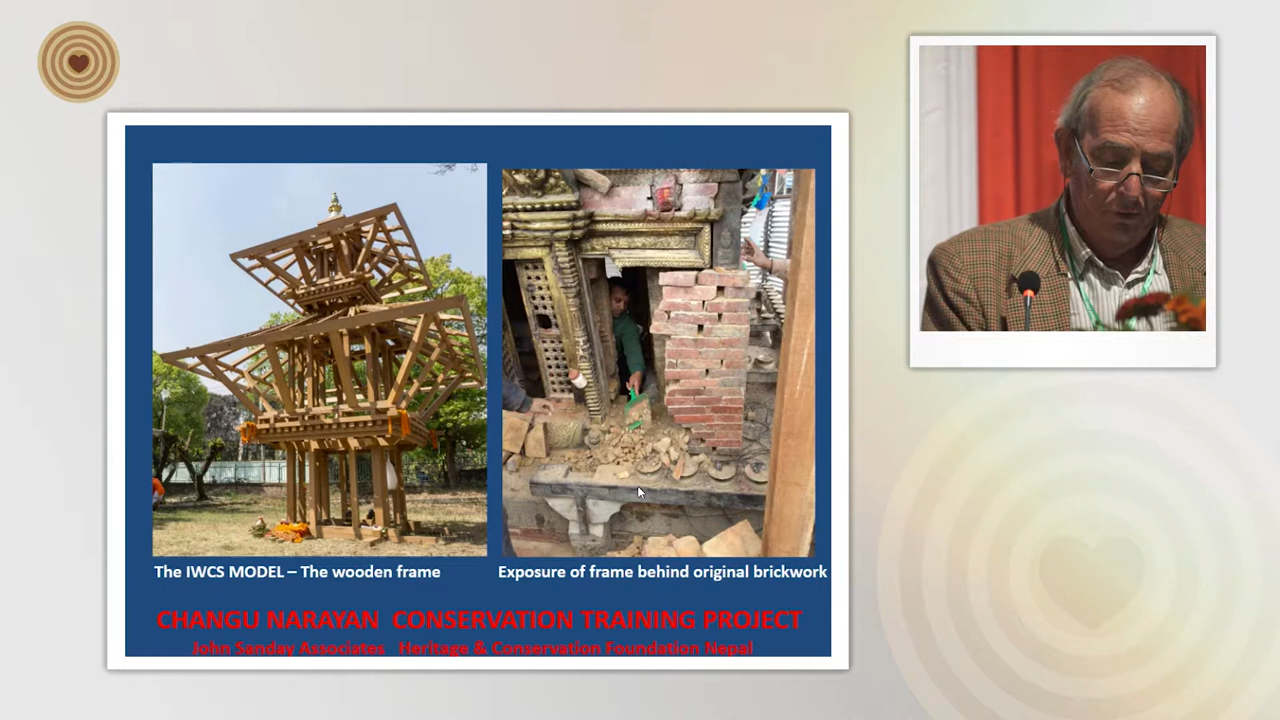 The IWCS MODEL – The wooden frame
Exposure of frame behind original brickwork
CHANGU NARAYAN CONSERVATION TRAINING PROJECT
John Sanday Associates Heritage & Conservation Foundation Nepal